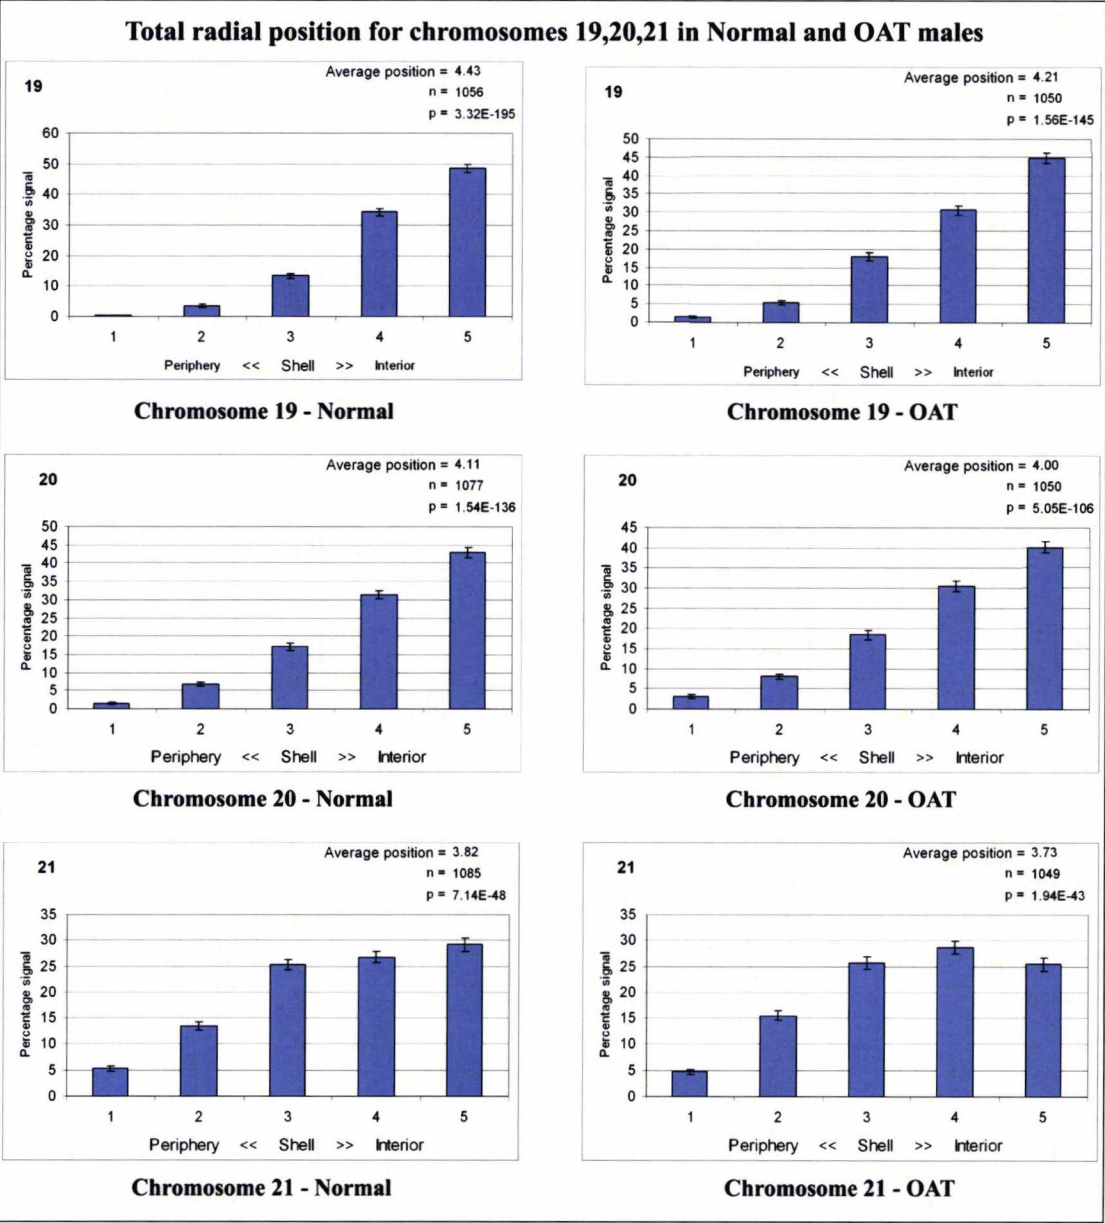 Total radial position for chromosomes 19,20,21 in Normal and OAT males
19
Average position = 4.43
n = 1056
p = 3.32E-195
Percentage signal
60
50
40
30
20
10
0
1 2 3 4 5
Periphery << Shell >> Interior
Chromosome 19 - Normal
19
Average position = 4.21
n = 1050
p = 1.56E-145
Percentage signal
50
45
40
35
30
25
20
15
10
5
0
1 2 3 4 5
Periphery << Shell >> Interior
Chromosome 19 - OAT
20
Average position = 4.11
n = 1077
p = 1.54E-136
Percentage signal
50
45
40
35
30
25
20
15
10
5
0
1 2 3 4 5
Periphery << Shell >> Interior
Chromosome 20 - Normal
20
Average position = 4.00
n = 1050
p = 5.05E-106
Percentage signal
45
40
35
30
25
20
15
10
5
0
1 2 3 4 5
Periphery << Shell >> Interior
Chromosome 20 - OAT
21
Average position = 3.82
n = 1085
p = 7.14E-48
Percentage signal
35
30
25
20
15
10
5
0
1 2 3 4 5
Periphery << Shell >> Interior
Chromosome 21 - Normal
21
Average position = 3.73
n = 1049
p = 1.94E-43
Percentage signal
35
30
25
20
15
10
5
0
1 2 3 4 5
Periphery << Shell >> Interior
Chromosome 21 - OAT